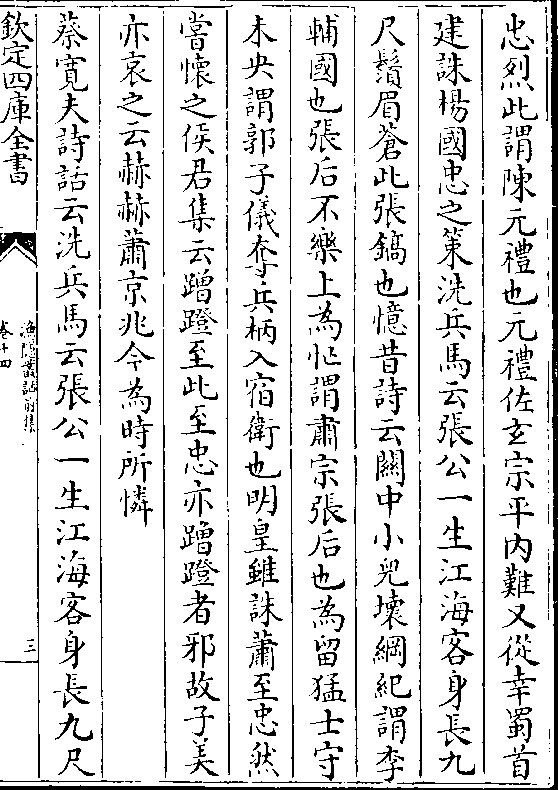 忠烈此謂陳元禮也元禮佐玄宗平内難又從幸蜀首
建誅楊國忠之策洗兵馬云張公一生江海客身長九
尺鬚眉蒼此張鎬也憶昔詩云關中小兒壞綱紀謂李
輔國也張后不樂上為忙謂肅宗張后也為留猛士守
未央謂郭子儀奪兵柄入宿衛也明皇雖誅蕭至忠然
嘗懷之侯君集云蹭蹬至此至忠亦蹭蹬者邪故子美
亦哀之云赫赫蕭京兆今為時所憐
蔡寛夫詩話云洗兵馬云張公一生江海客身長九尺
欽定四庫全書
漁隱叢話前集
卷十四
三